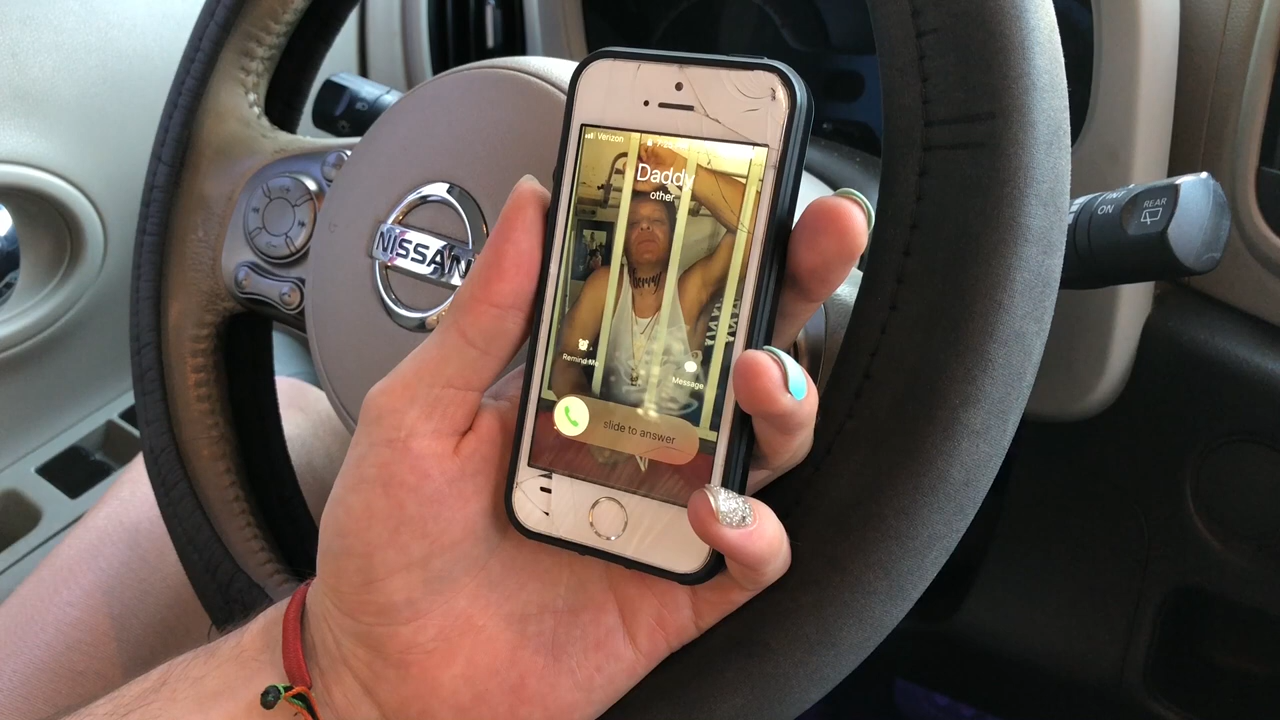 Verizon
Daddy
other
Remind Me
Message
slide to answer
NISSAN
ON
REAR